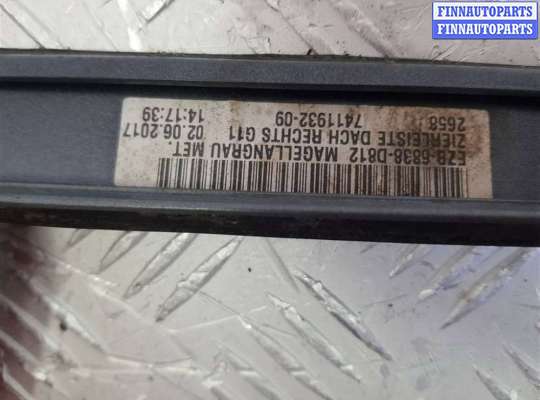 FINNAUTOPARTS
FINNAUTOPARTS
EZB 6838-D812 MAGELLANGRAU MET.
ZIERLEISTE DACH RECHTS G11 02.06.2017
2658 7411932-09 14:17:39